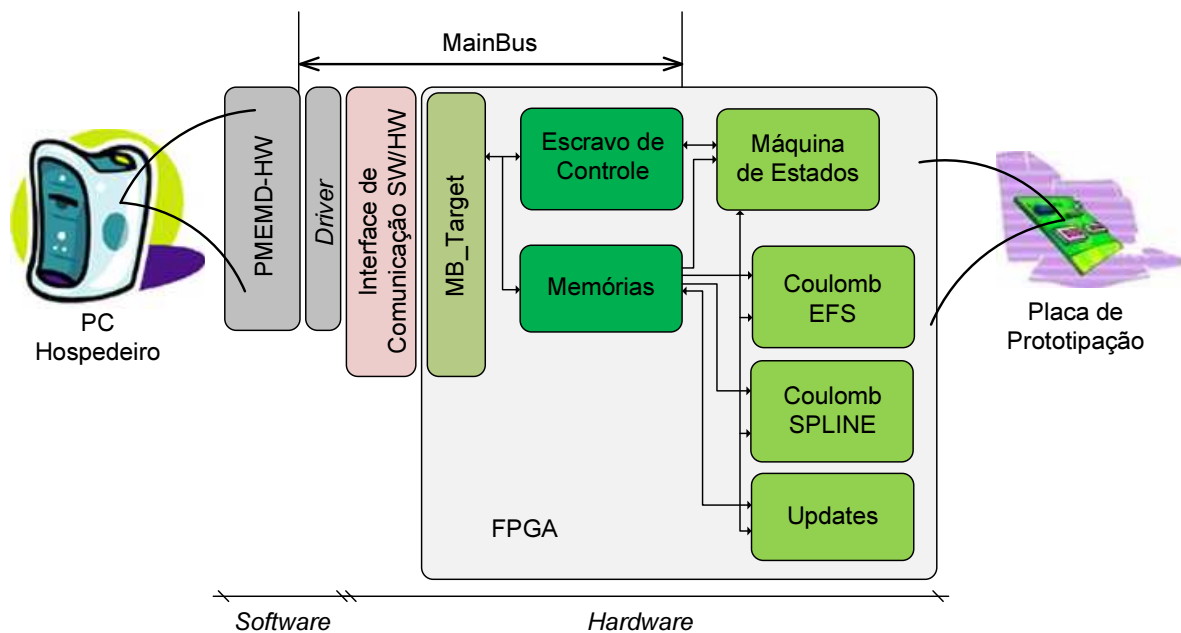 MainBus
PMEMD-HW
Driver
Interface de
Comunicação SW/HW
MB_Target
Escravo de
Controle
Máquina
de Estados
Memórias
Coulomb
EFS
Coulomb
SPLINE
Updates
FPGA
PC
Hospedeiro
Placa de
Prototipação
Software
Hardware